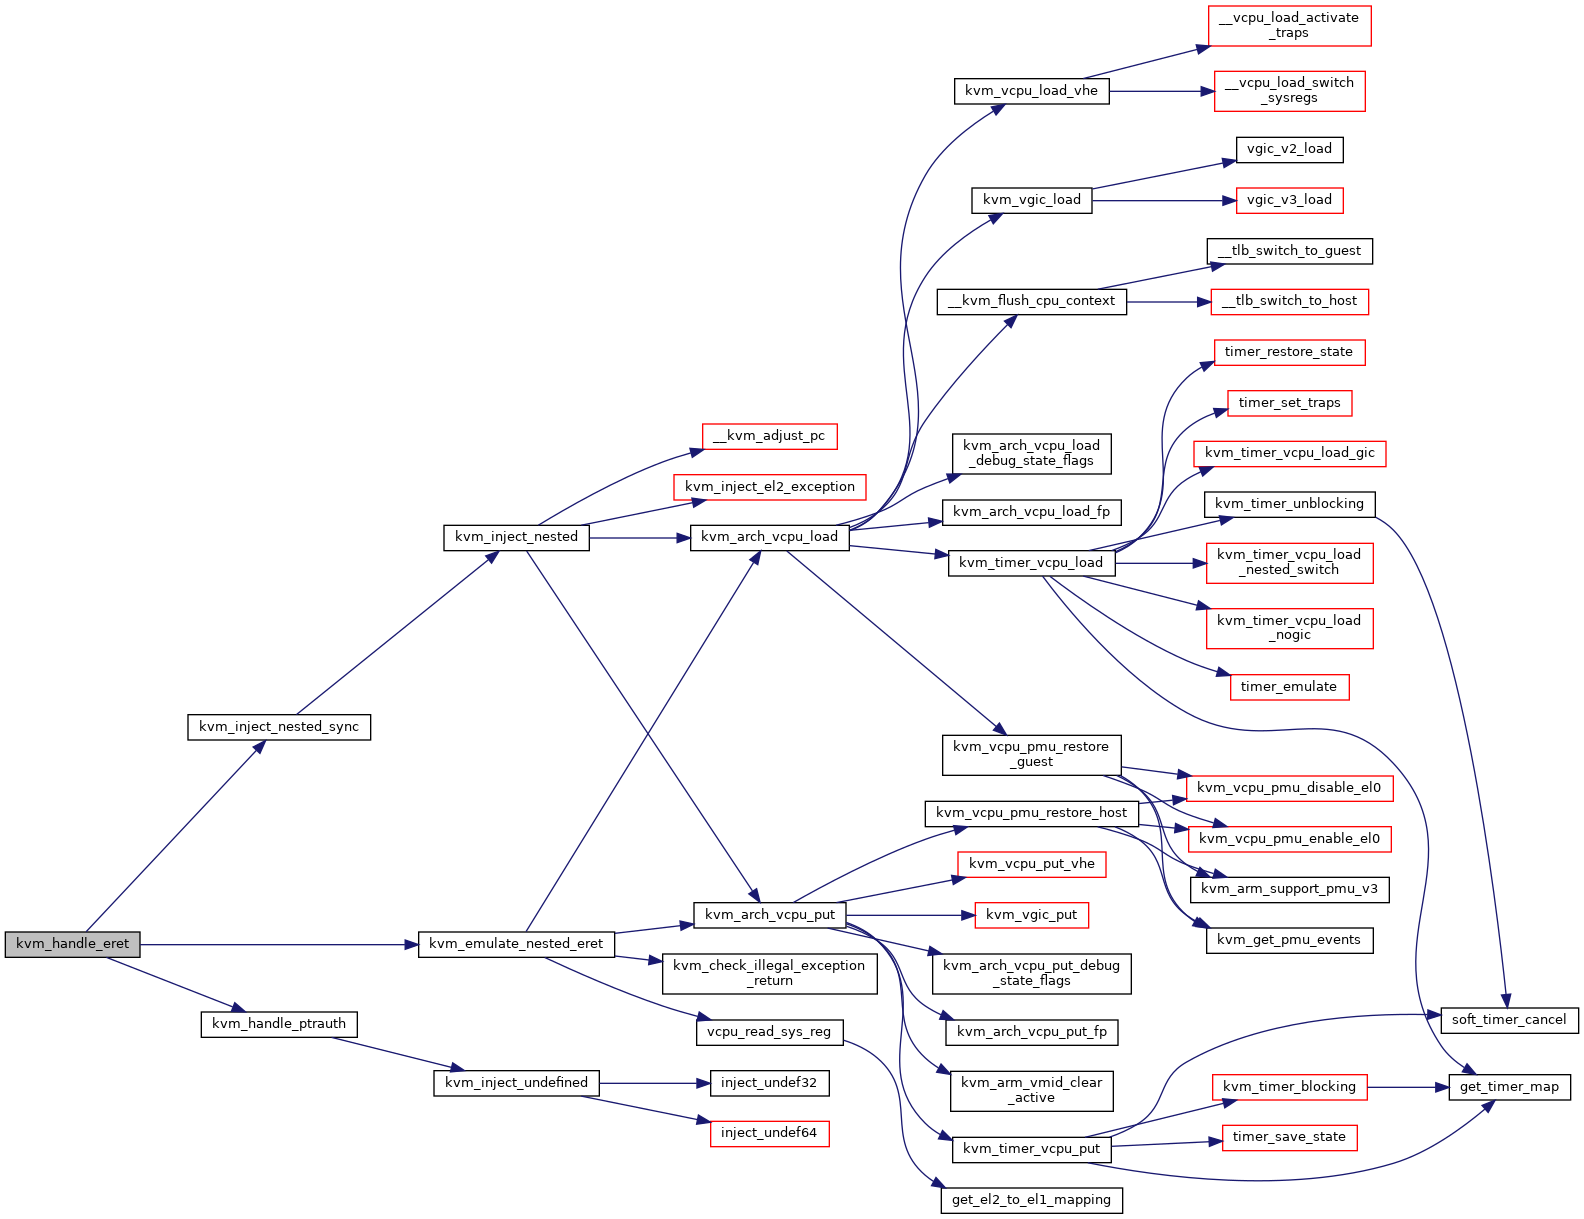 __vcpu_load_activate
_traps
kvm_vcpu_load_vhe
__vcpu_load_switch
_sysregs
vgic_v2_load
kvm_vgic_load
vgic_v3_load
__tlb_switch_to_guest
__kvm_flush_cpu_context
__tlb_switch_to_host
timer_restore_state
timer_set_traps
__kvm_adjust_pc
kvm_arch_vcpu_load
_debug_state_flags
kvm_timer_vcpu_load_gic
kvm_inject_el2_exception
kvm_arch_vcpu_load_fp
kvm_timer_unblocking
kvm_inject_nested
kvm_arch_vcpu_load
kvm_timer_vcpu_load
kvm_timer_vcpu_load
_nested_switch
kvm_timer_vcpu_load
_nogic
timer_emulate
kvm_inject_nested_sync
kvm_vcpu_pmu_restore
_guest
kvm_vcpu_pmu_disable_el0
kvm_vcpu_pmu_restore_host
kvm_vcpu_pmu_enable_el0
kvm_vcpu_put_vhe
kvm_arm_support_pmu_v3
kvm_arch_vcpu_put
kvm_vgic_put
kvm_get_pmu_events
kvm_handle_eret
kvm_emulate_nested_eret
kvm_check_illegal_exception
_return
kvm_arch_vcpu_put_debug
_state_flags
kvm_handle_ptrauth
vcpu_read_sys_reg
kvm_arch_vcpu_put_fp
soft_timer_cancel
kvm_inject_undefined
inject_undef32
kvm_arm_vmid_clear
_active
kvm_timer_blocking
get_timer_map
inject_undef64
kvm_timer_vcpu_put
timer_save_state
get_el2_to_el1_mapping